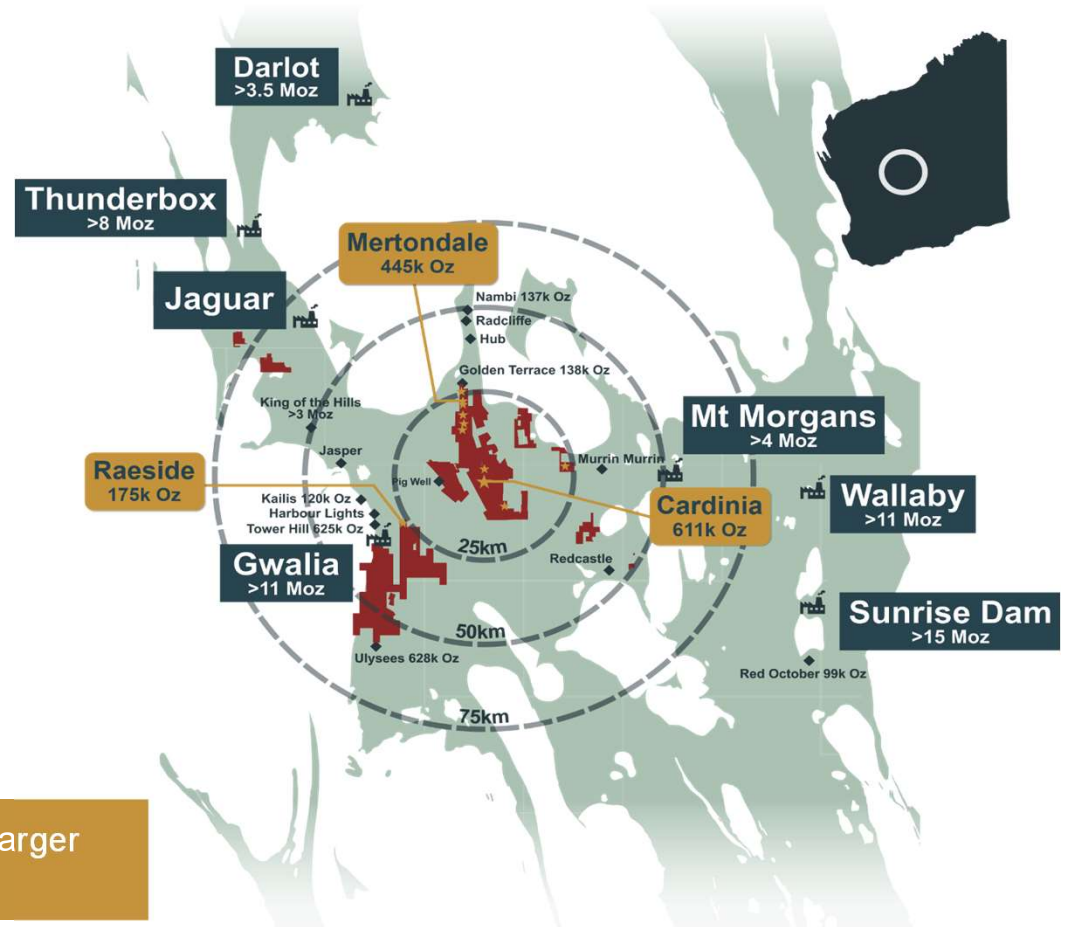 Darlot
>3.5 Moz
Thunderbox
>8 Moz
Mertondale
445k Oz
Jaguar
Nambi 137k Oz
Radcliffe
Hub
Golden Terrace 138k Oz
King of the Hills
>3 Moz
Mt Morgans
>4 Moz
Jasper
Murrin Murrin
Raeside
175k Oz
Pig Well
Wallaby
>11 Moz
Kailis 120k Oz
Harbour Lights
Tower Hill 625k Oz
Cardinia
611k Oz
25km
Gwalia
>11 Moz
Redcastle
Sunrise Dam
>15 Moz
50km
Ulysees 628k Oz
Red October 99k Oz
75km
arger